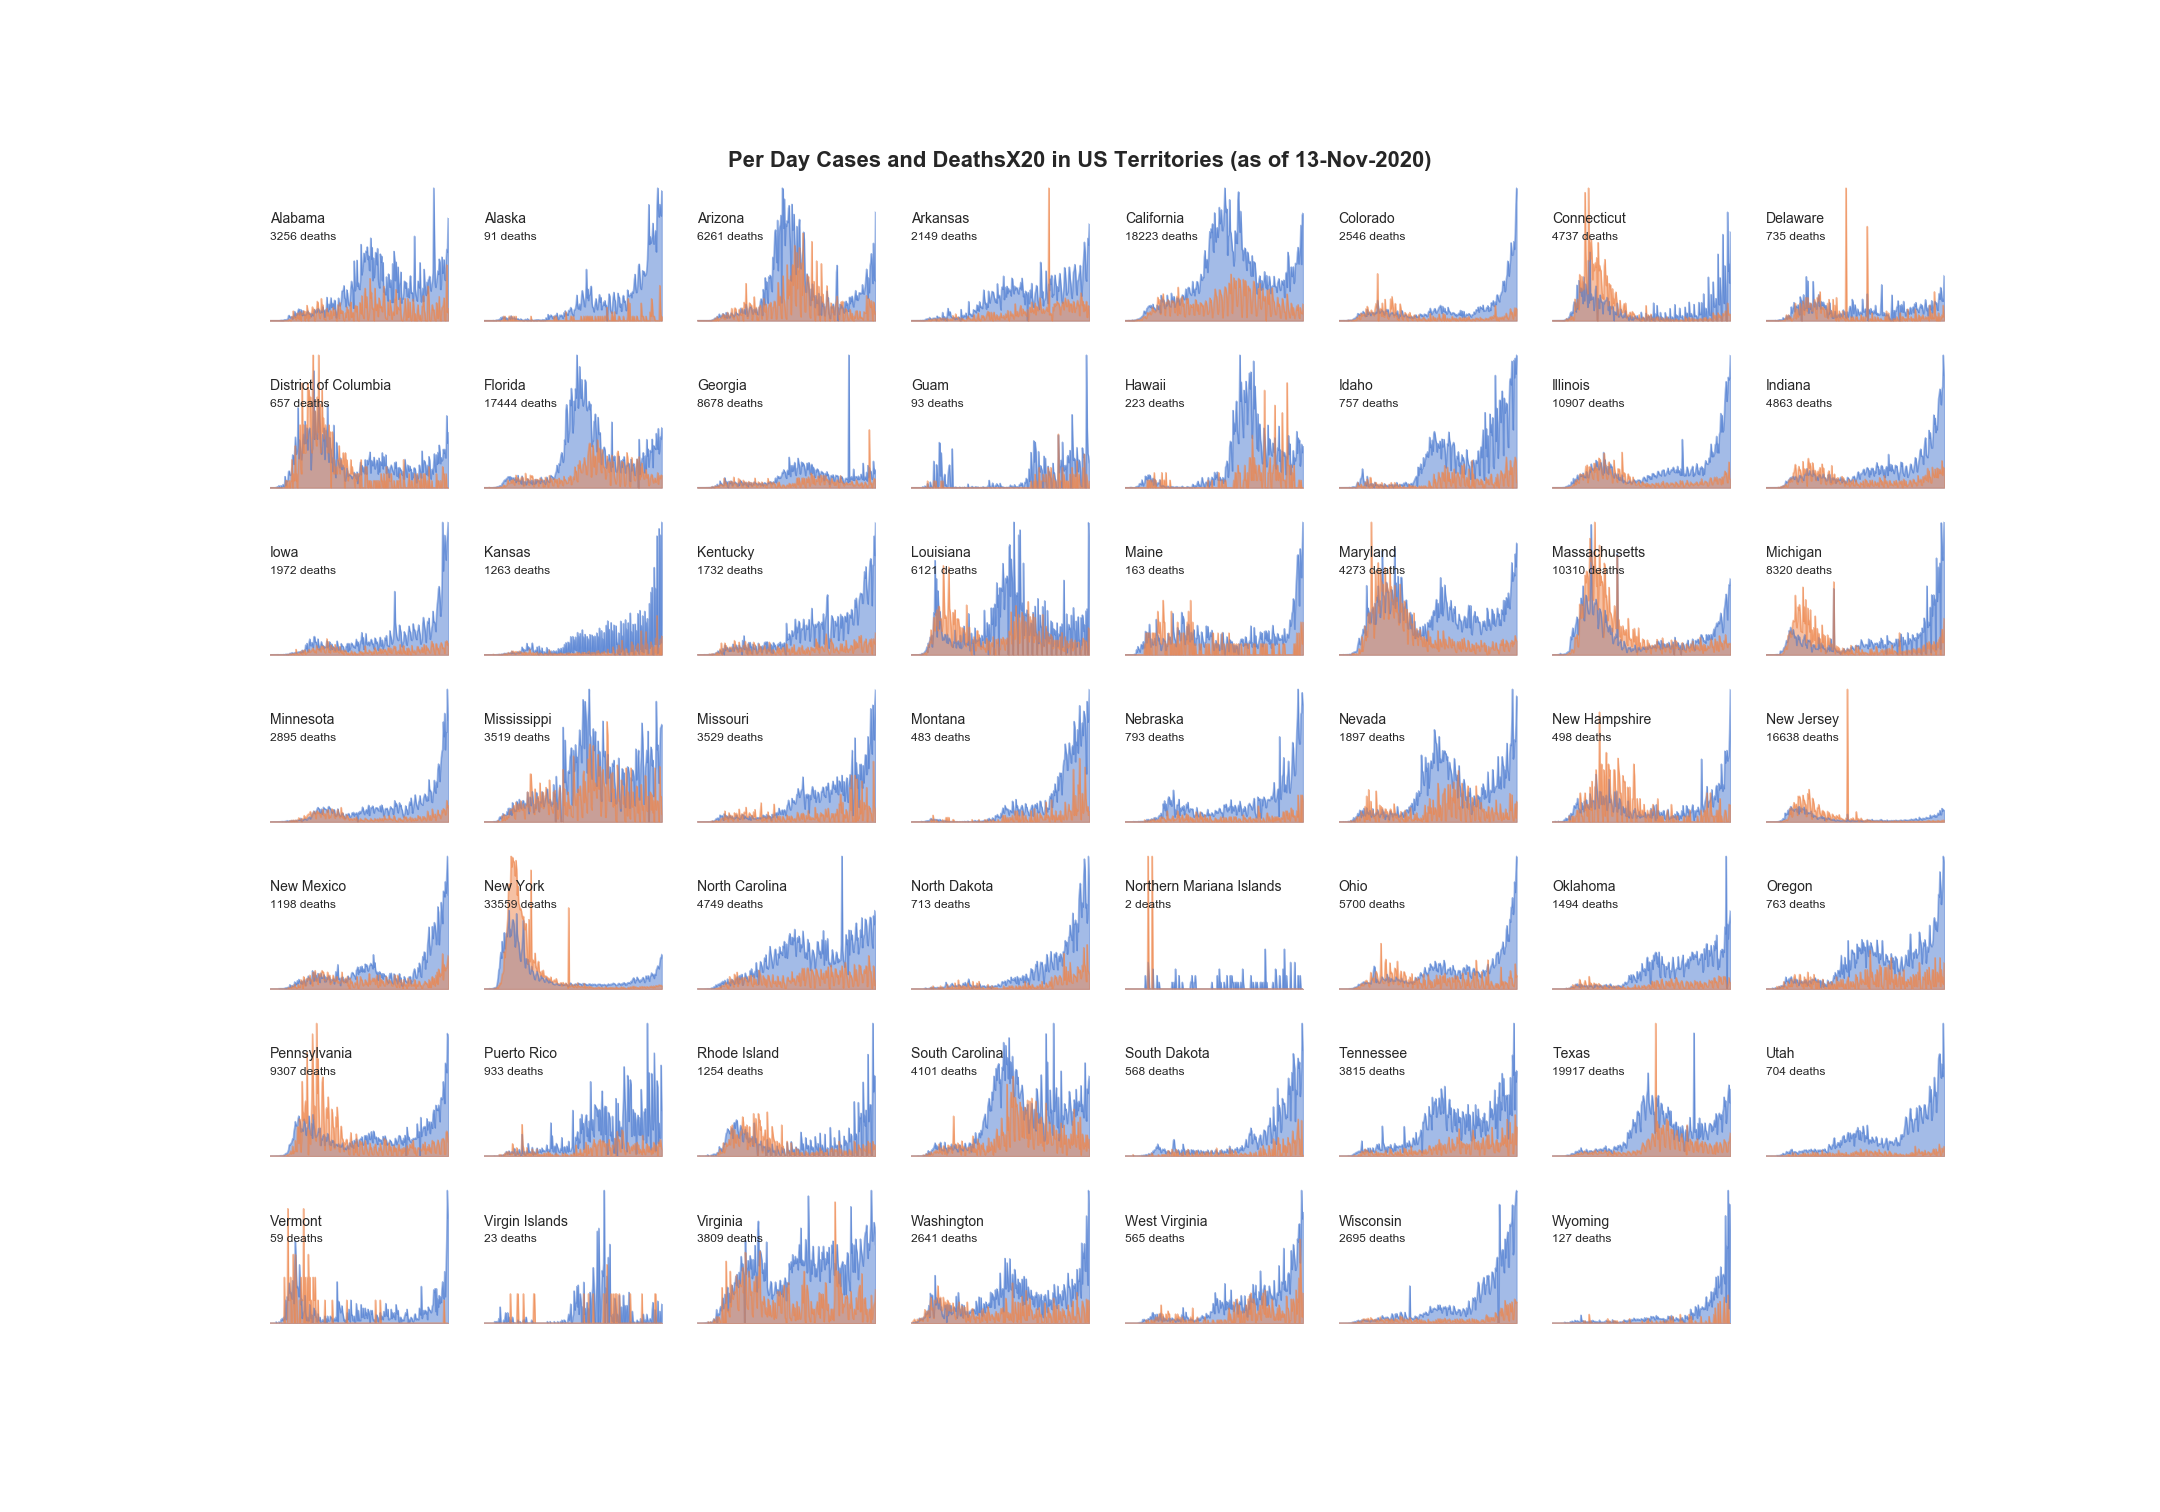 Per Day Cases and DeathsX20 in US Territories (as of 13-Nov-2020)
Alabama
3256 deaths
Alaska
91 deaths
Arizona
6261 deaths
Arkansas
2149 deaths
California
18223 deaths
Colorado
2546 deaths
Connecticut
4737 deaths
Delaware
735 deaths
District of Columbia
657 deaths
Florida
17444 deaths
Georgia
8678 deaths
Guam
93 deaths
Hawaii
223 deaths
Idaho
757 deaths
Illinois
10907 deaths
Indiana
4863 deaths
Iowa
1972 deaths
Kansas
1263 deaths
Kentucky
1732 deaths
Louisiana
6121 deaths
Maine
163 deaths
Maryland
4273 deaths
Massachusetts
10310 deaths
Michigan
8320 deaths
Minnesota
2895 deaths
Mississippi
3519 deaths
Missouri
3529 deaths
Montana
483 deaths
Nebraska
793 deaths
Nevada
1897 deaths
New Hampshire
498 deaths
New Jersey
16638 deaths
New Mexico
1198 deaths
New York
33559 deaths
North Carolina
4749 deaths
North Dakota
713 deaths
Northern Mariana Islands
2 deaths
Ohio
5700 deaths
Oklahoma
1494 deaths
Oregon
763 deaths
Pennsylvania
9307 deaths
Puerto Rico
933 deaths
Rhode Island
1254 deaths
South Carolina
4101 deaths
South Dakota
568 deaths
Tennessee
3815 deaths
Texas
19917 deaths
Utah
704 deaths
Vermont
59 deaths
Virgin Islands
23 deaths
Virginia
3809 deaths
Washington
2641 deaths
West Virginia
565 deaths
Wisconsin
2695 deaths
Wyoming
127 deaths